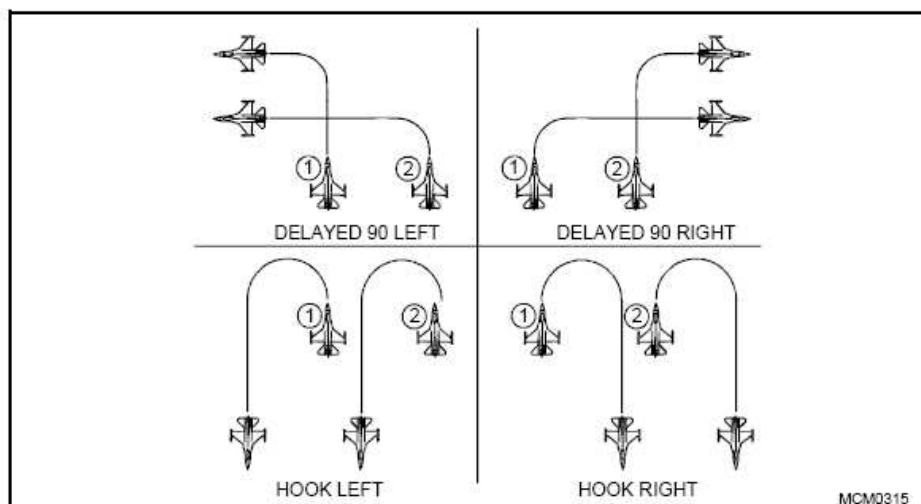 ① ② ① ②
DELAYED 90 LEFT DELAYED 90 RIGHT
① ② ① ②
HOOK LEFT HOOK RIGHT
MCM0315